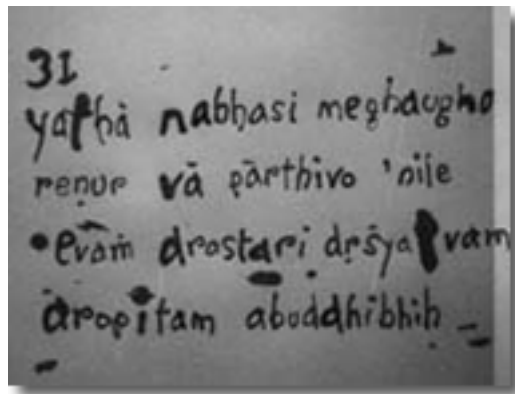 31
yathā nabhasi meghaugho
reṇur vā pārthivo 'nile
evaṁ draṣṭari dṛśyatvam
āropitam abuddhibhiḥ